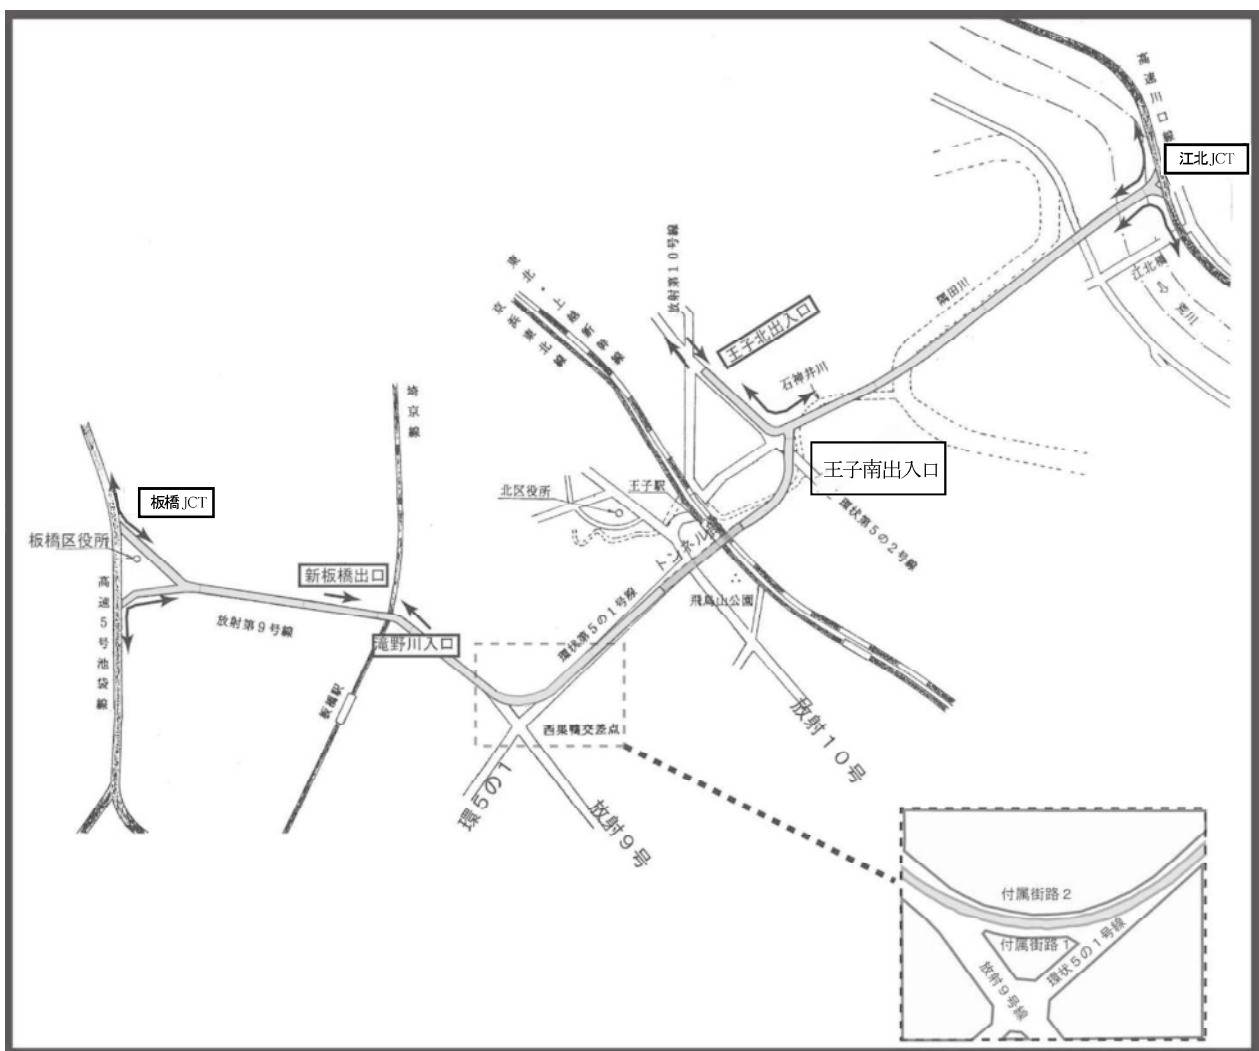 高速川口線
江北JCT
放射第10号線
東北・上越新幹線
京浜東北線
王子北出入口
隅田川
江北橋
荒川
石神井川
埼京線
王子南出入口
板橋JCT
北区役所
王子駅
環状第5の2号線
板橋区役所
トンネル部
新板橋出口
飛鳥山公園
高速5号池袋線
放射第9号線
環状第5の1号線
滝野川入口
板橋駅
西巣鴨交差点
放射10号
環5の1
放射9号
付属街路2
付属街路1
環状5の1号線
放射9号線